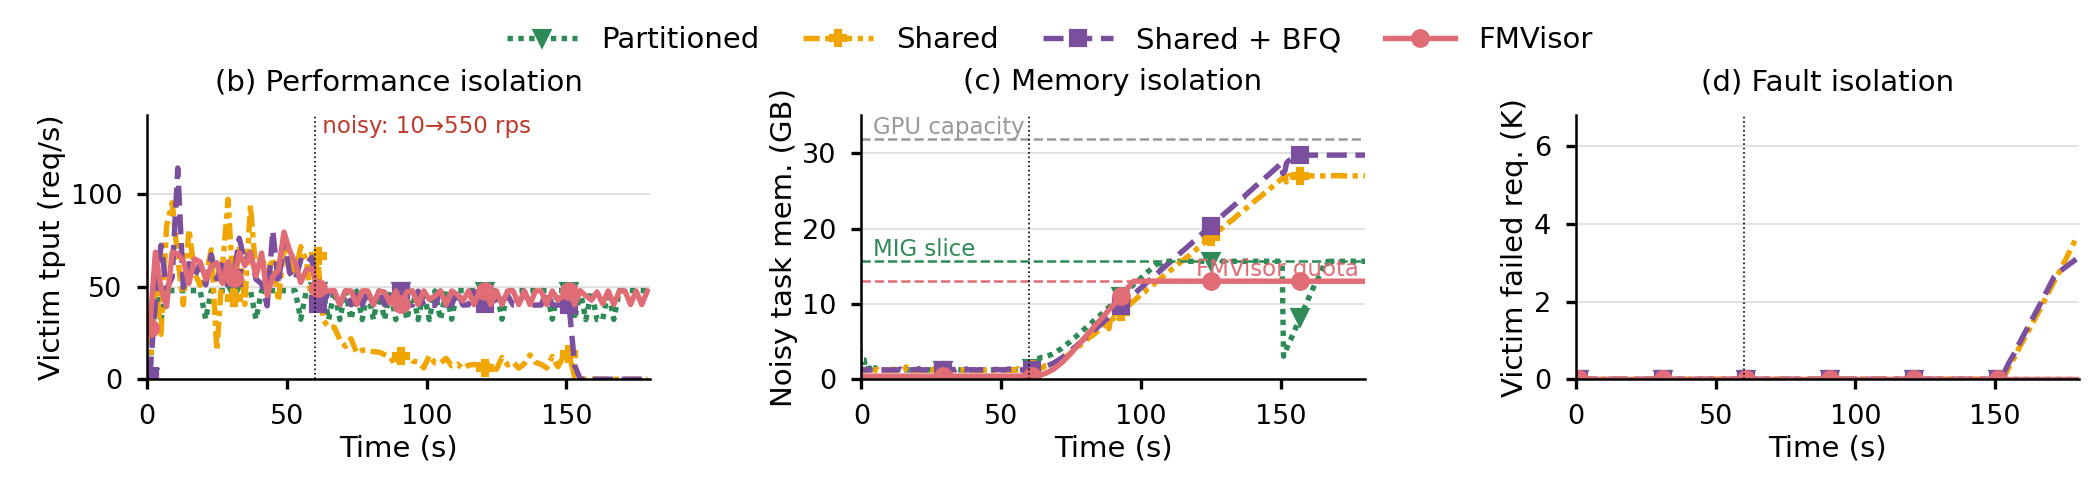 Partitioned Shared Shared + BFQ FMVisor
(b) Performance isolation
Victim tput (req/s)
100
50
0
noisy: 10→550 rps
0 50 100 150
Time (s)
(c) Memory isolation
Noisy task mem. (GB)
30
20
10
0
GPU capacity
MIG slice
FMVisor quota
0 50 100 150
Time (s)
(d) Fault isolation
Victim failed req. (K)
6
4
2
0
0 50 100 150
Time (s)